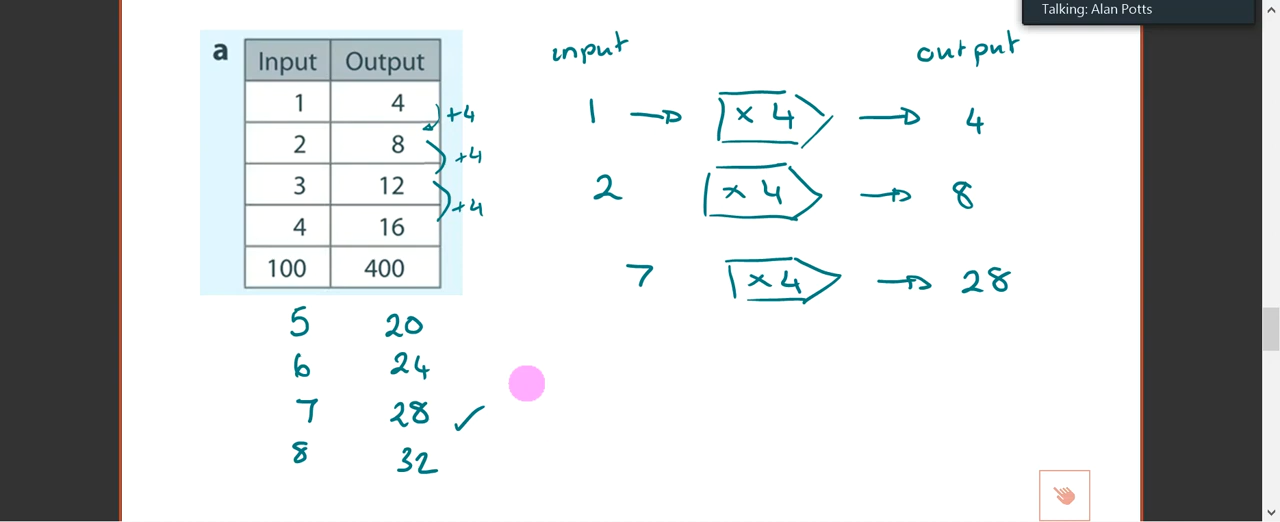 Talking: Alan Potts
a
Input Output
1 4
+4
2 8
+4
3 12
+4
4 16
100 400
5 20
6 24
7 28 ✓
8 32
input output
1 → × 4 → 4
2 × 4 → 8
7 × 4 → 28